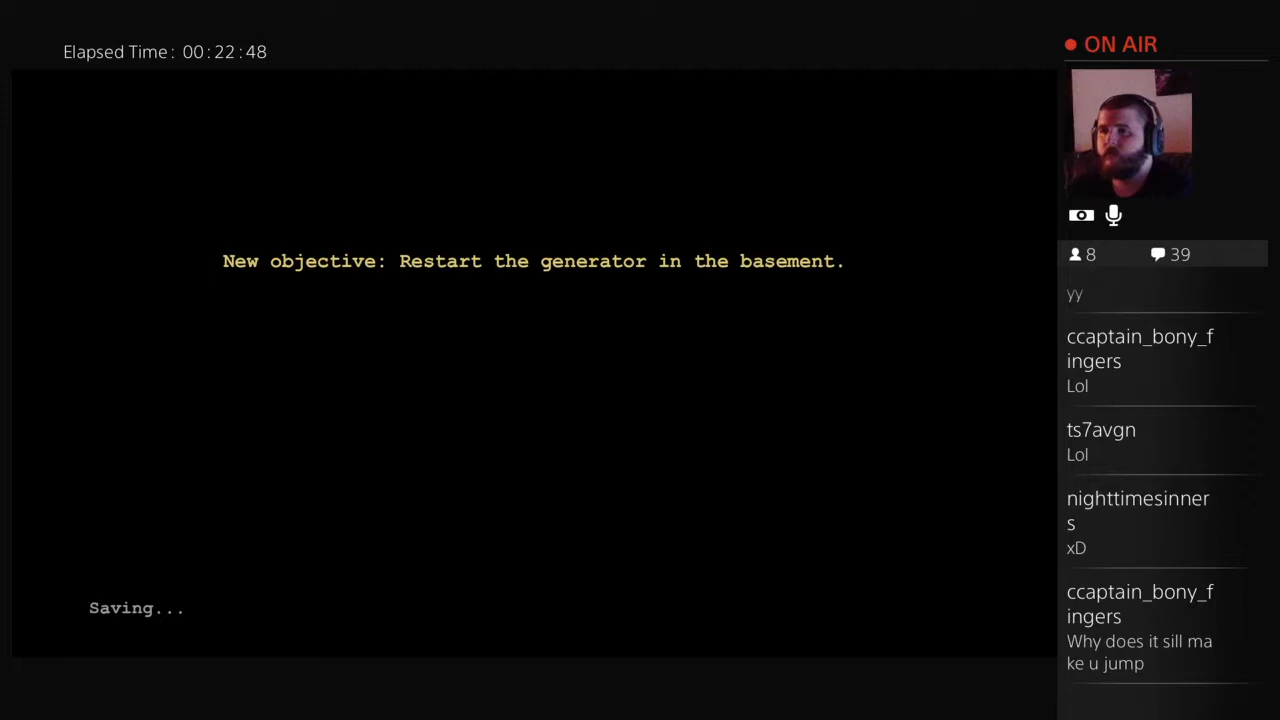 Elapsed Time: 00:22:48
ON AIR
New objective: Restart the generator in the basement.
Saving...
8 39
yy
ccaptain_bony_f
ingers
Lol
ts7avgn
Lol
nighttimesinner
s
xD
ccaptain_bony_f
ingers
Why does it sill ma
ke u jump